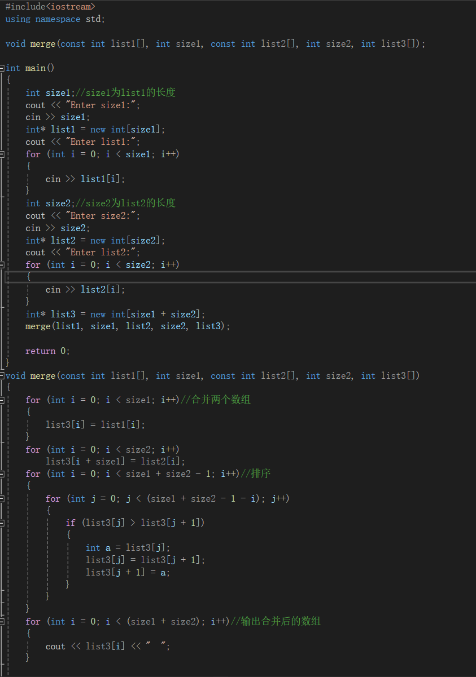 #include<iostream>
using namespace std;
void merge(const int list1[], int size1, const int list2[], int size2, int list3[]);
int main()
{
int size1;//size1为list1的长度
cout << "Enter size1:";
cin >> size1;
int* list1 = new int[size1];
cout << "Enter list1:";
for (int i = 0; i < size1; i++)
{
cin >> list1[i];
}
int size2;//size2为list2的长度
cout << "Enter size2:";
cin >> size2;
int* list2 = new int[size2];
cout << "Enter list2:";
for (int i = 0; i < size2; i++)
{
cin >> list2[i];
}
int* list3 = new int[size1 + size2];
merge(list1, size1, list2, size2, list3);
return 0;
}
void merge(const int list1[], int size1, const int list2[], int size2, int list3[])
{
for (int i = 0; i < size1; i++)//合并两个数组
{
list3[i] = list1[i];
}
for (int i = 0; i < size2; i++)
list3[i + size1] = list2[i];
for (int i = 0; i < size1 + size2 - 1; i++)//排序
{
for (int j = 0; j < (size1 + size2 - 1 - i); j++)
{
if (list3[j] > list3[j + 1])
{
int a = list3[j];
list3[j] = list3[j + 1];
list3[j + 1] = a;
}
}
}
for (int i = 0; i < (size1 + size2); i++)//输出合并后的数组
{
cout << list3[i] << "  ";
}